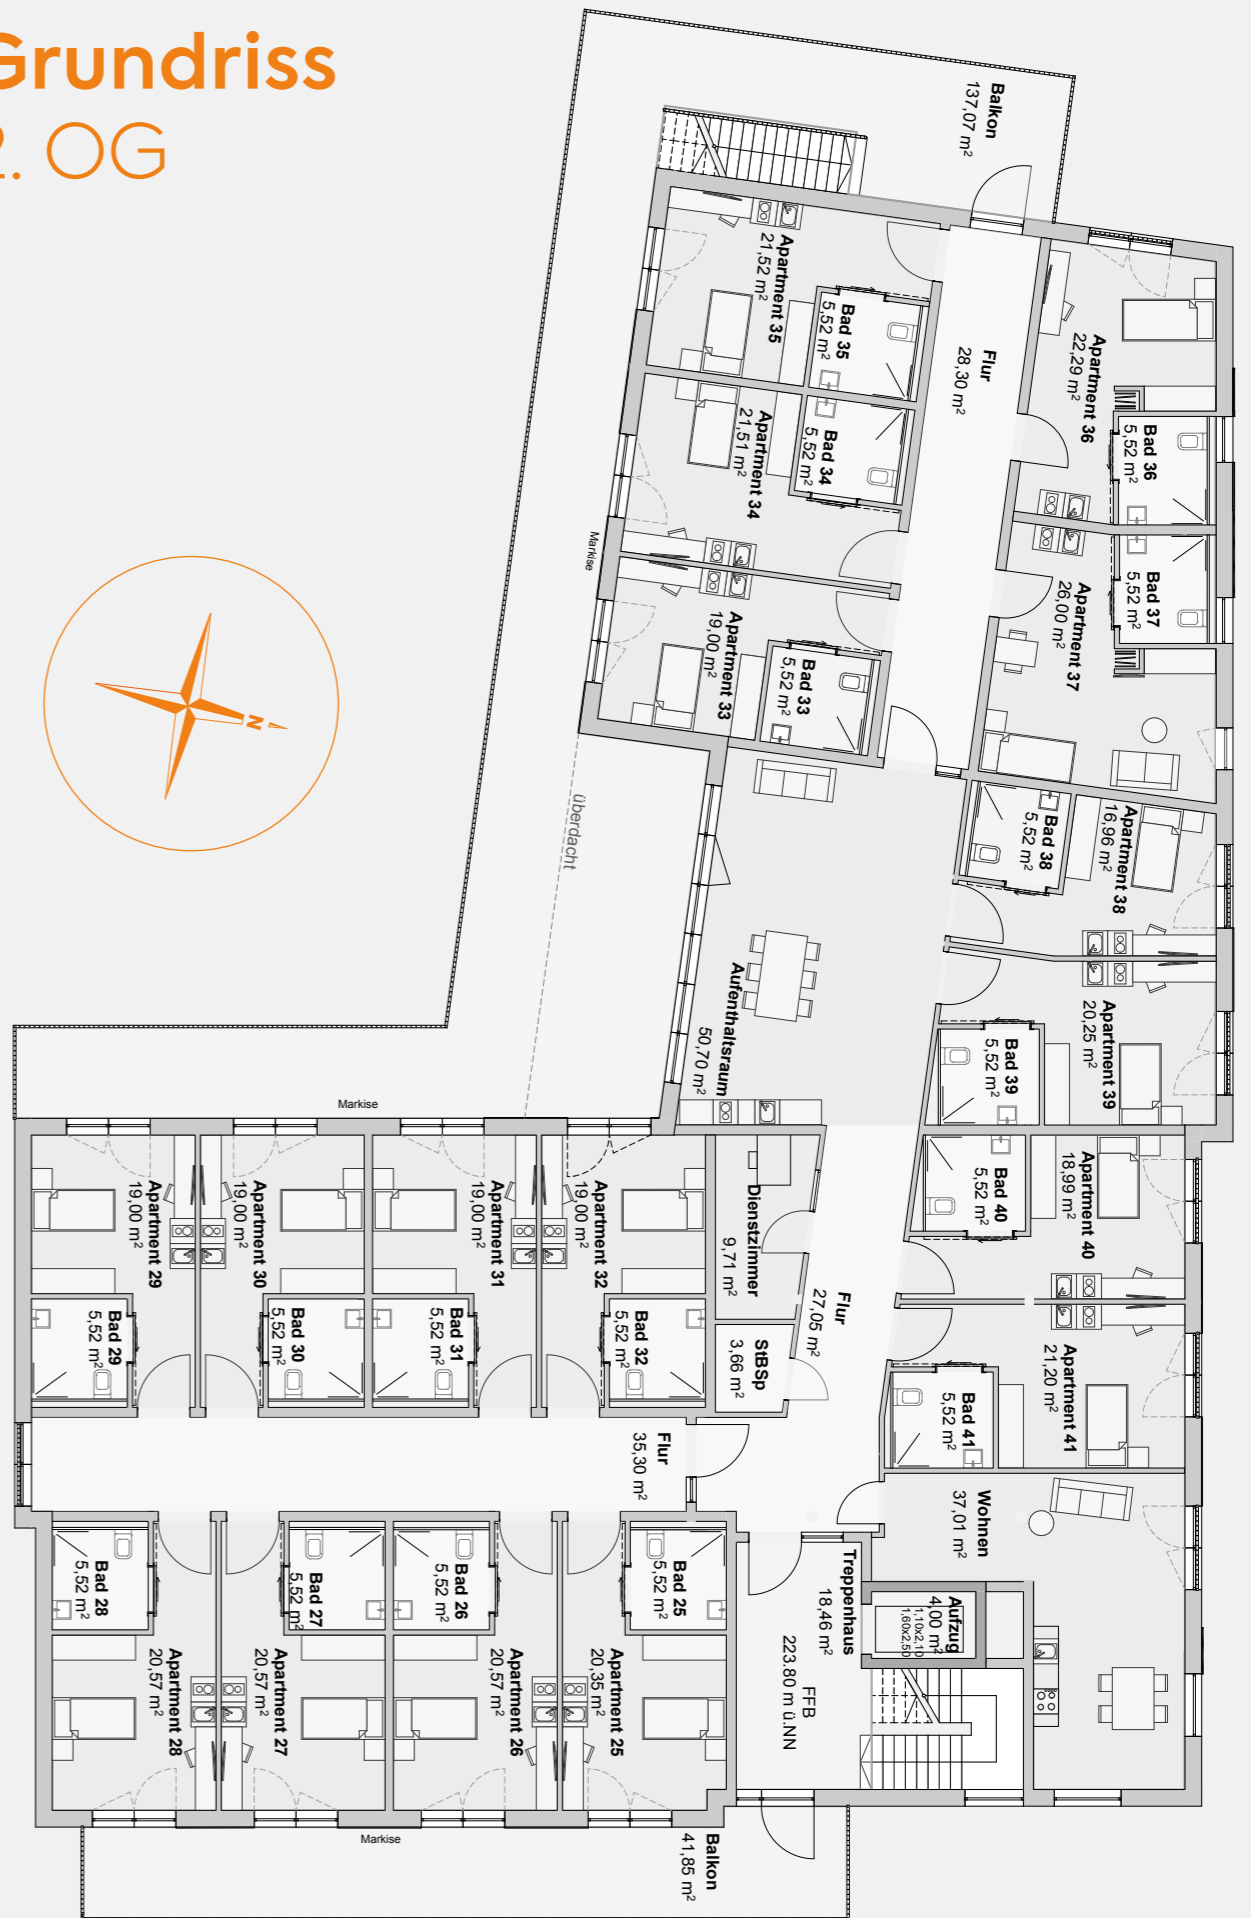 Grundriss
2. OG
Balkon
137,07 m²
Apartment 35
21,52 m²
Bad 35
5,52 m²
Flur
28,30 m²
Apartment 36
22,29 m²
Bad 36
5,52 m²
Apartment 34
21,51 m²
Bad 34
5,52 m²
Markise
Apartment 33
19,00 m²
Bad 33
5,52 m²
Apartment 37
26,00 m²
Bad 37
5,52 m²
N
überdacht
Bad 38
5,52 m²
Apartment 38
16,96 m²
Aufenthaltsraum
50,70 m²
Bad 39
5,52 m²
Apartment 39
20,25 m²
Markise
Apartment 29
19,00 m²
Bad 29
5,52 m²
Apartment 30
19,00 m²
Bad 30
5,52 m²
Apartment 31
19,00 m²
Bad 31
5,52 m²
Apartment 32
19,00 m²
Bad 32
5,52 m²
Dienstzimmer
9,71 m²
StBSp
3,66 m²
Flur
27,05 m²
Bad 40
5,52 m²
Apartment 40
18,99 m²
Bad 41
5,52 m²
Apartment 41
21,20 m²
Flur
35,30 m²
Wohnen
37,01 m²
Bad 28
5,52 m²
Apartment 28
20,57 m²
Bad 27
5,52 m²
Apartment 27
20,57 m²
Bad 26
5,52 m²
Apartment 26
20,57 m²
Bad 25
5,52 m²
Apartment 25
20,35 m²
Treppenhaus
18,46 m²
FFB
223.80 m ü.NN
Aufzug
4,00 m²
1,10x2,10
1,60x2,50
Markise
Balkon
41,85 m²